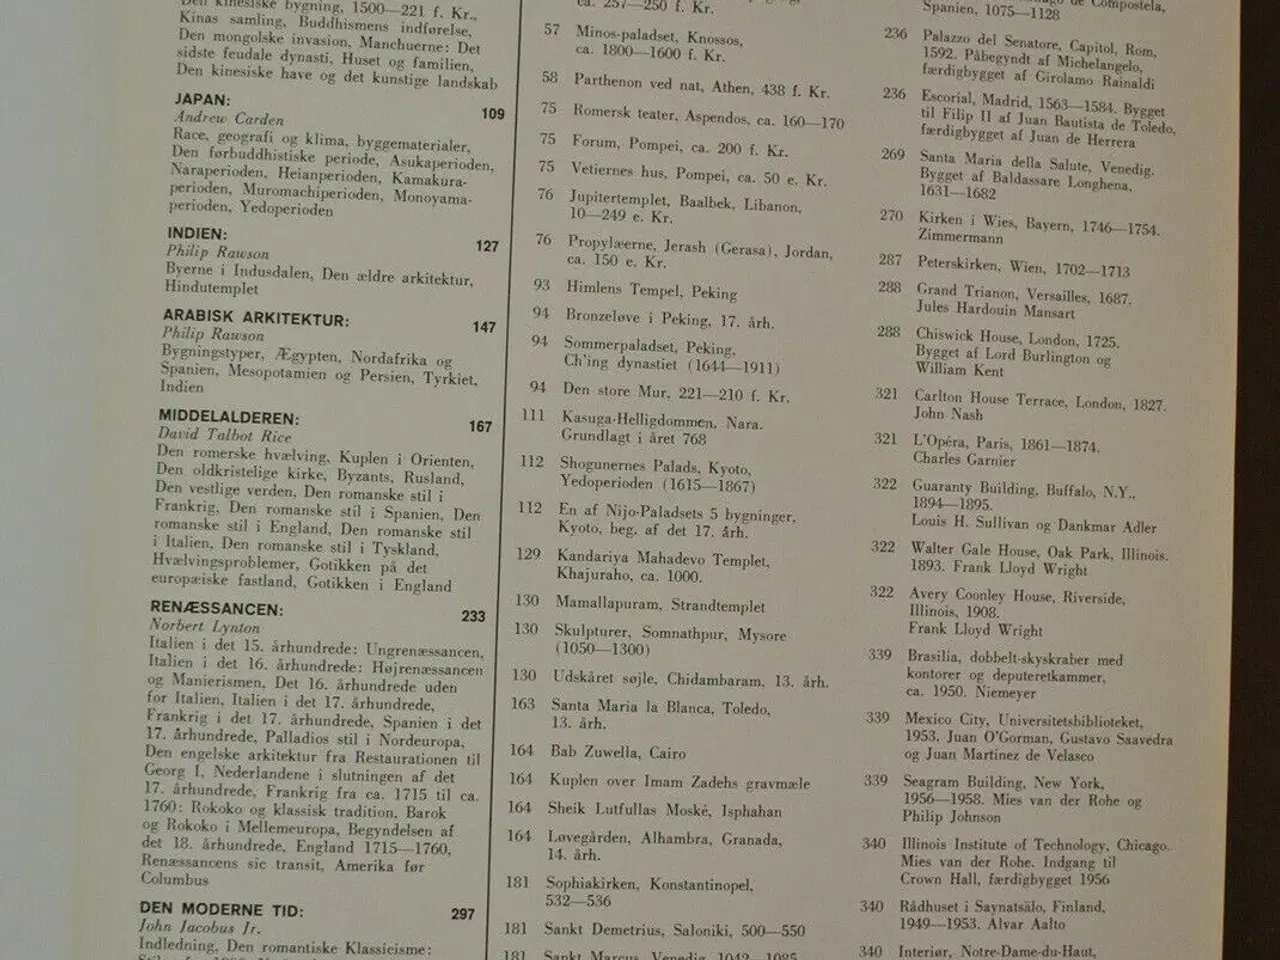 Den kinesiske bygning, 1500—221 f. Kr.,
Kinas samling, Buddhismens indførelse,
Den mongolske invasion, Manchuerne: Det
sidste feudale dynasti, Huset og familien,
Den kinesiske have og det kunstige landskab
JAPAN: 109
Andrew Carden
Race, geografi og klima, byggematerialer,
Den førbuddhistiske periode, Asukaperioden,
Naraperioden, Heianperioden, Kamakura-
perioden, Muromachiperioden, Monoyama-
perioden, Yedoperioden
INDIEN: 127
Philip Rawson
Byerne i Indusdalen, Den ældre arkitektur,
Hindutemplet
ARABISK ARKITEKTUR: 147
Philip Rawson
Bygningstyper, Ægypten, Nordafrika og
Spanien, Mesopotamien og Persien, Tyrkiet,
Indien
MIDDELALDEREN: 167
David Talbot Rice
Den romerske hvælving, Kuplen i Orienten,
Den oldkristelige kirke, Byzants, Rusland,
Den vestlige verden, Den romanske stil i
Frankrig, Den romanske stil i Spanien, Den
romanske stil i England, Den romanske stil
i Italien, Den romanske stil i Tyskland,
Hvælvingsproblemer, Gotikken på det
europæiske fastland, Gotikken i England
RENÆSSANCEN: 233
Norbert Lynton
Italien i det 15. århundrede: Ungrenæssancen,
Italien i det 16. århundrede: Højrenæssancen
og Manierismen, Det 16. århundrede uden
for Italien, Italien i det 17. århundrede,
Frankrig i det 17. århundrede, Spanien i det
17. århundrede, Palladios stil i Nordeuropa,
Den engelske arkitektur fra Restaurationen til
Georg I, Nederlandene i slutningen af det
17. århundrede, Frankrig fra ca. 1715 til ca.
1760: Rokoko og klassisk tradition, Barok
og Rokoko i Mellemeuropa, Begyndelsen af
det 18. århundrede, England 1715—1760,
Renæssancens sic transit, Amerika før
Columbus
DEN MODERNE TID: 297
John Jacobus Jr.
Indledning, Den romantiske Klassicisme:
ca. 257—250 f. Kr.
57 Minos-paladset, Knossos,
ca. 1800—1600 f. Kr.
58 Parthenon ved nat, Athen, 438 f. Kr.
75 Romersk teater, Aspendos, ca. 160—170
75 Forum, Pompei, ca. 200 f. Kr.
75 Vetiernes hus, Pompei, ca. 50 e. Kr.
76 Jupitertemplet, Baalbek, Libanon,
10—249 e. Kr.
76 Propylæerne, Jerash (Gerasa), Jordan,
ca. 150 e. Kr.
93 Himlens Tempel, Peking
94 Bronzeløve i Peking, 17. årh.
94 Sommerpaladset, Peking,
Ch'ing dynastiet (1644—1911)
94 Den store Mur, 221—210 f. Kr.
111 Kasuga-Helligdommen, Nara.
Grundlagt i året 768
112 Shogunernes Palads, Kyoto,
Yedoperioden (1615—1867)
112 En af Nijo-Paladsets 5 bygninger,
Kyoto, beg. af det 17. årh.
129 Kandariya Mahadevo Templet,
Khajuraho, ca. 1000.
130 Mamallapuram, Strandtemplet
130 Skulpturer, Somnathpur, Mysore
(1050—1300)
130 Udskåret søjle, Chidambaram, 13. årh.
163 Santa Maria la Blanca, Toledo,
13. årh.
164 Bab Zuwella, Cairo
164 Kuplen over Imam Zadehs gravmæle
164 Sheik Lutfullas Moské, Isphahan
164 Løvegården, Alhambra, Granada,
14. årh.
181 Sophiakirken, Konstantinopel,
532—536
181 Sankt Demetrius, Saloniki, 500—550
181 Sankt Marcus, Venedig, 1042—1085
de Compostela,
Spanien, 1075—1128
236 Palazzo del Senatore, Capitol, Rom,
1592. Påbegyndt af Michelangelo,
færdigbygget af Girolamo Rainaldi
236 Escorial, Madrid, 1563—1584. Bygget
til Filip II af Juan Bautista de Toledo,
færdigbygget af Juan de Herrera
269 Santa Maria della Salute, Venedig.
Bygget af Baldassare Longhena,
1631—1682
270 Kirken i Wies, Bayern, 1746—1754.
Zimmermann
287 Peterskirken, Wien, 1702—1713
288 Grand Trianon, Versailles, 1687.
Jules Hardouin Mansart
288 Chiswick House, London, 1725.
Bygget af Lord Burlington og
William Kent
321 Carlton House Terrace, London, 1827.
John Nash
321 L'Opéra, Paris, 1861—1874.
Charles Garnier
322 Guaranty Building, Buffalo, N.Y.,
1894—1895.
Louis H. Sullivan og Dankmar Adler
322 Walter Gale House, Oak Park, Illinois.
1893. Frank Lloyd Wright
322 Avery Coonley House, Riverside,
Illinois, 1908.
Frank Lloyd Wright
339 Brasilia, dobbelt-skyskraber med
kontorer og deputeretkammer,
ca. 1950. Niemeyer
339 Mexico City, Universitetsbiblioteket,
1953. Juan O'Gorman, Gustavo Saavedra
og Juan Martinez de Velasco
339 Seagram Building, New York,
1956—1958. Mies van der Rohe og
Philip Johnson
340 Illinois Institute of Technology, Chicago.
Mies van der Rohe. Indgang til
Crown Hall, færdigbygget 1956
340 Rådhuset i Saynatsälo, Finland,
1949—1953. Alvar Aalto
340 Interiør, Notre-Dame-du-Haut,